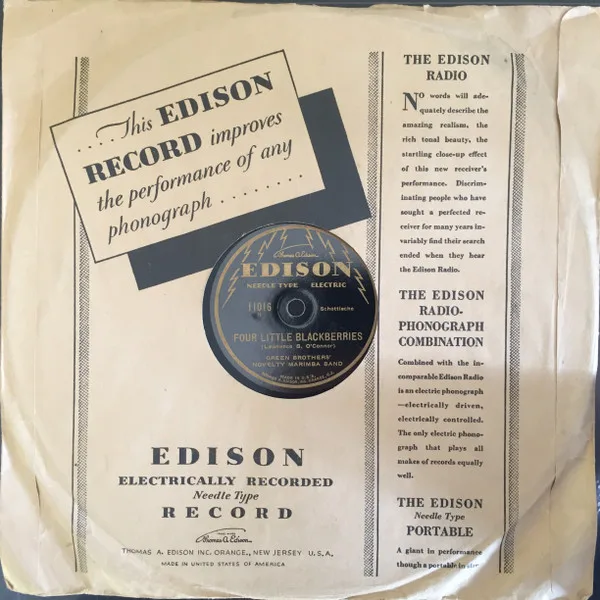 ....This EDISON
RECORD improves
the performance of any
phonograph ........
Thomas A. Edison
EDISON
NEEDLE TYPE ELECTRIC
11016
Schottische
FOUR LITTLE BLACKBERRIES
(Lawrence B. O'Connor)
GREEN BROTHERS'
NOVELTY MARIMBA BAND
MADE IN U.S.A.
EDISON
ELECTRICALLY RECORDED
Needle Type
RECORD
Thomas A. Edison
THOMAS A. EDISON INC. ORANGE, NEW JERSEY U.S.A.
MADE IN UNITED STATES OF AMERICA
THE EDISON
RADIO
No words will ade-
quately describe the
amazing realism, the
rich tonal beauty, the
startling close-up effect
of this new receiver's
performance. Discrim-
inating people who have
sought a perfected re-
ceiver for many years in-
variably find their search
ended when they hear
the Edison Radio.
THE EDISON
RADIO-
PHONOGRAPH
COMBINATION
Combined with the in-
comparable Edison Radio
is an electric phonograph
—electrically driven,
electrically controlled.
The only electric phono-
graph that plays all
makes of records equally
well.
THE EDISON
Needle Type
PORTABLE
A giant in performance
though a portable in